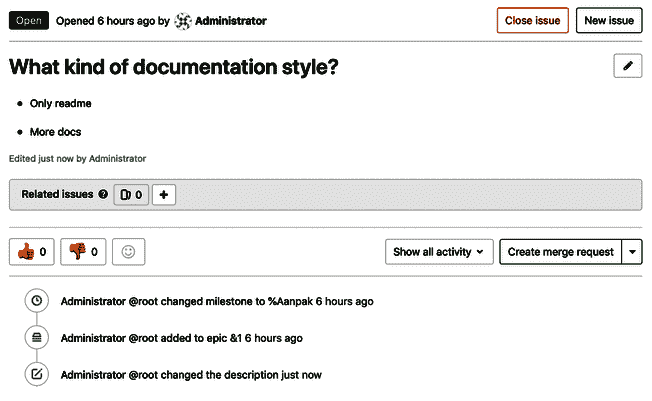 Open Opened 6 hours ago by Administrator Close issue New issue
What kind of documentation style?
Only readme
More docs
Edited just now by Administrator
Related issues 0
0 0 Show all activity Create merge request
Administrator @root changed milestone to %Aanpak 6 hours ago
Administrator @root added to epic &1 6 hours ago
Administrator @root changed the description just now